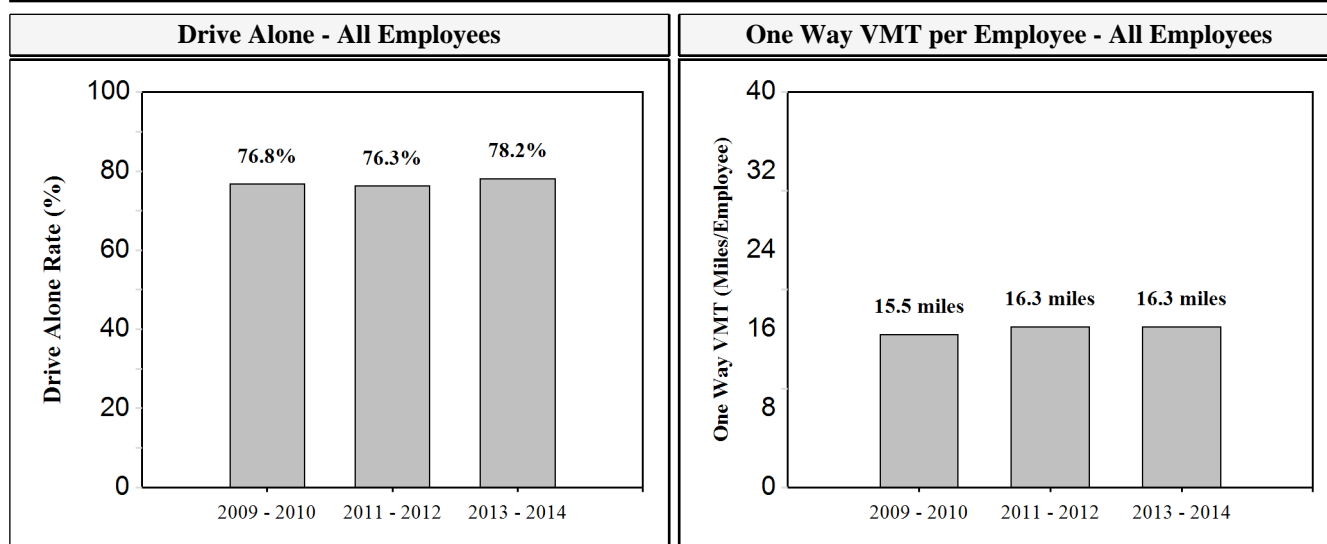 Drive Alone - All Employees
One Way VMT per Employee - All Employees
Drive Alone Rate (%)
100
80
60
40
20
0
76.8%
76.3%
78.2%
2009 - 2010
2011 - 2012
2013 - 2014
One Way VMT (Miles/Employee)
40
32
24
16
8
0
15.5 miles
16.3 miles
16.3 miles
2009 - 2010
2011 - 2012
2013 - 2014